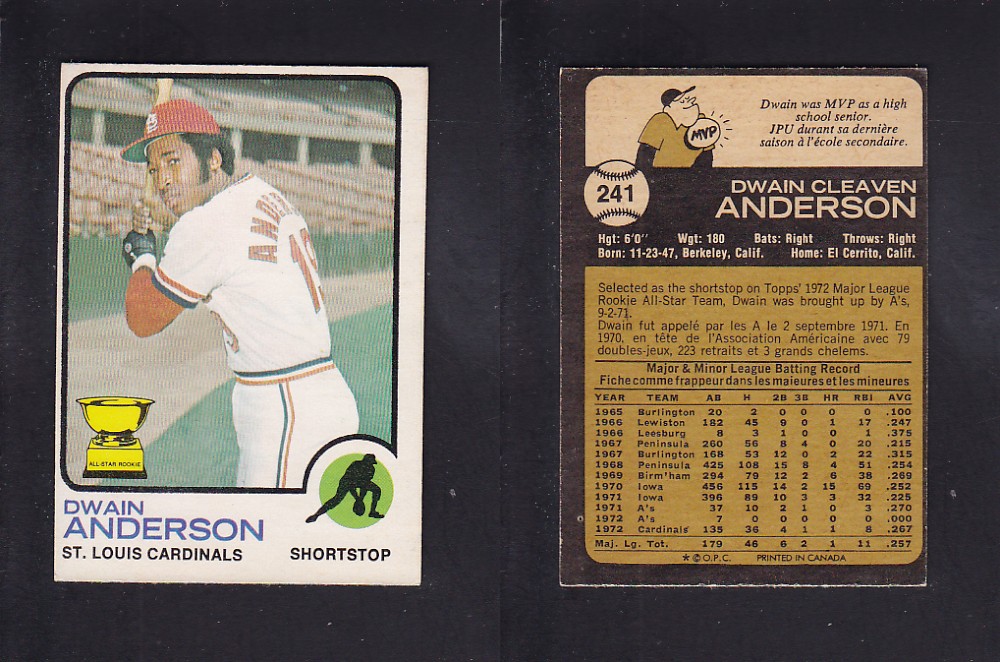 ANDERSON
ALL-STAR ROOKIE
DWAIN
ANDERSON
ST. LOUIS CARDINALS
SHORTSTOP
MVP
Dwain was MVP as a high
school senior.
JPU durant sa dernière
saison à l'école secondaire.
241
DWAIN CLEAVEN
ANDERSON
Hgt: 6'0" Wgt: 180 Bats: Right Throws: Right
Born: 11-23-47, Berkeley, Calif. Home: El Cerrito, Calif.
Selected as the shortstop on Topps' 1972 Major League
Rookie All-Star Team, Dwain was brought up by A's,
9-2-71.
Dwain fut appelé par les A le 2 septembre 1971. En
1970, en tête de l'Association Américaine avec 79
doubles-jeux, 223 retraits et 3 grands chelems.
Major & Minor League Batting Record
Fiche comme frappeur dans les maieures et les mineures
YEAR TEAM AB H 2B 3B HR RBI AVG
1965 Burlington 20 2 0 0 0 0 .100
1966 Lewiston 182 45 9 0 1 17 .247
1966 Leesburg 8 3 1 0 0 1 .375
1967 Peninsula 260 56 8 4 0 20 .215
1967 Burlington 168 53 12 0 2 22 .315
1968 Peninsula 425 108 15 8 4 51 .254
1969 Birm'ham 294 79 12 2 6 38 .269
1970 Iowa 456 115 14 2 15 69 .252
1971 Iowa 396 89 10 3 3 32 .225
1971 A's 37 10 2 1 0 3 .270
1972 A's 7 0 0 0 0 0 .000
1972 Cardinals 135 36 4 1 1 8 .267
Maj. Lg. Tot. 179 46 6 2 1 11 .257
* © O.P.C. PRINTED IN CANADA